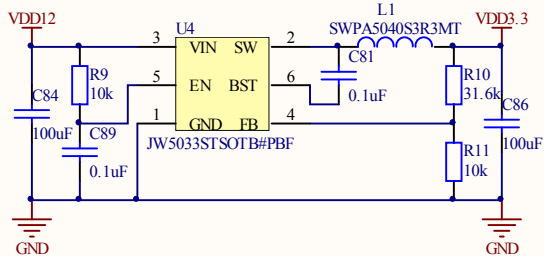 VDD12
U4
L1
SWPA5040S3R3MT
VDD3.3
3
VIN
SW
2
C81
R9
10k
5
EN
BST
6
0.1uF
R10
31.6k
C84
100uF
C89
0.1uF
1
GND
FB
4
C86
100uF
JW5033STSOTB#PBF
R11
10k
GND
GND